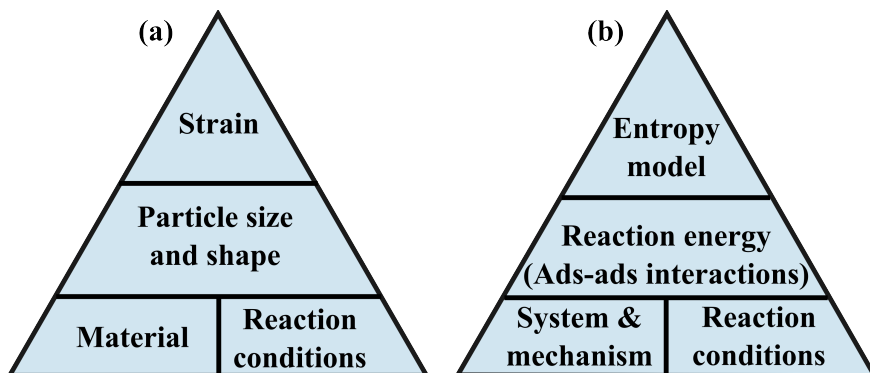 (a)
Strain
Particle size
and shape
Material
Reaction
conditions
(b)
Entropy
model
Reaction energy
(Ads-ads interactions)
System &
mechanism
Reaction
conditions